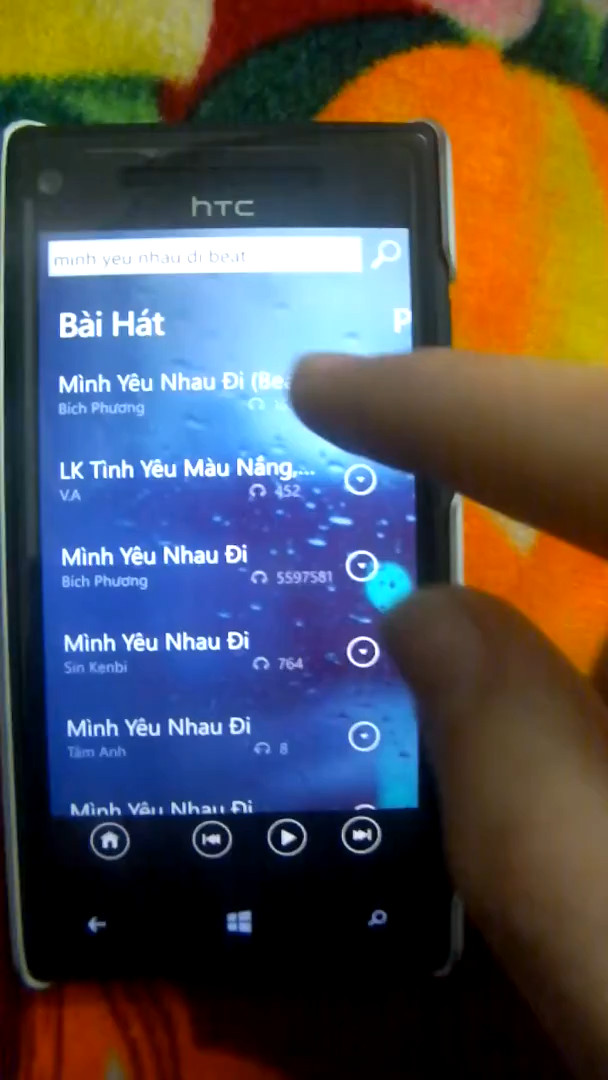 hTC
minh yeu nhau di beat
Bài Hát
P
Mình Yêu Nhau Đi (Bea
Bích Phương
LK Tình Yêu Màu Nắng,...
V.A
452
Mình Yêu Nhau Đi
Bích Phương
5597581
Mình Yêu Nhau Đi
Sin Kenbi
764
Mình Yêu Nhau Đi
Tâm Anh
8
Mình Yêu Nhau Đi